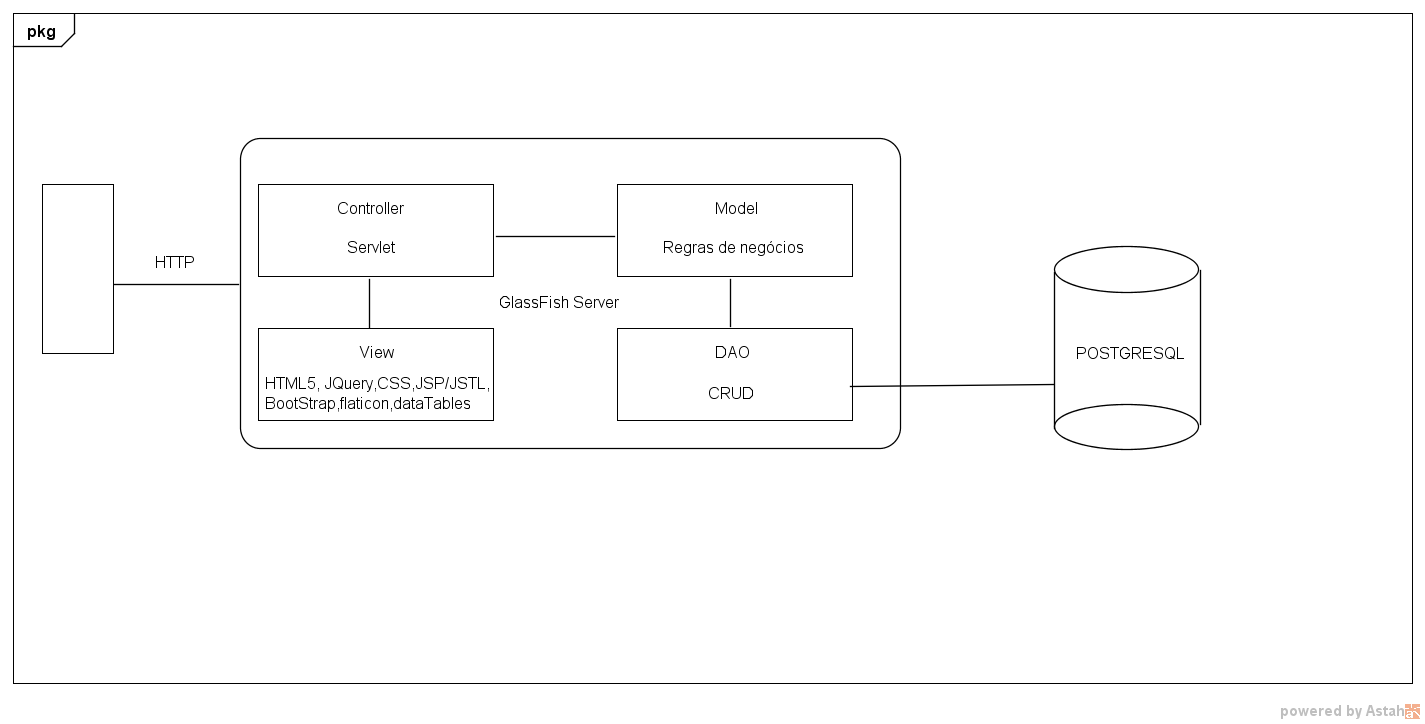 pkg
HTTP
Controller
Servlet
Model
Regras de negócios
GlassFish Server
View
HTML5, JQuery,CSS,JSP/JSTL,
BootStrap,flaticon,dataTables
DAO
CRUD
POSTGRESQL
powered by Astah